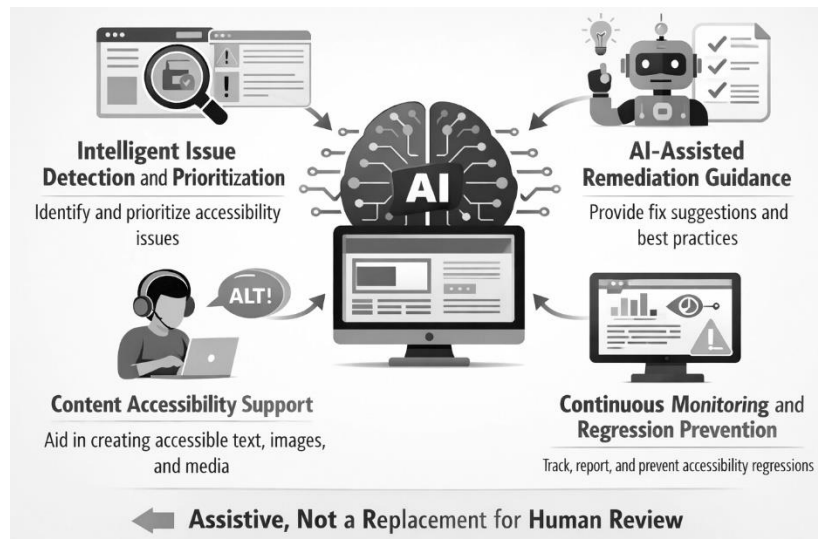 AI
Intelligent Issue
Detection and Prioritization
Identify and prioritize accessibility
issues
AI-Assisted
Remediation Guidance
Provide fix suggestions and
best practices
ALT!
Content Accessibility Support
Aid in creating accessible text, images,
and media
Continuous Monitoring and
Regression Prevention
Track, report, and prevent accessibility regressions
Assistive, Not a Replacement for Human Review